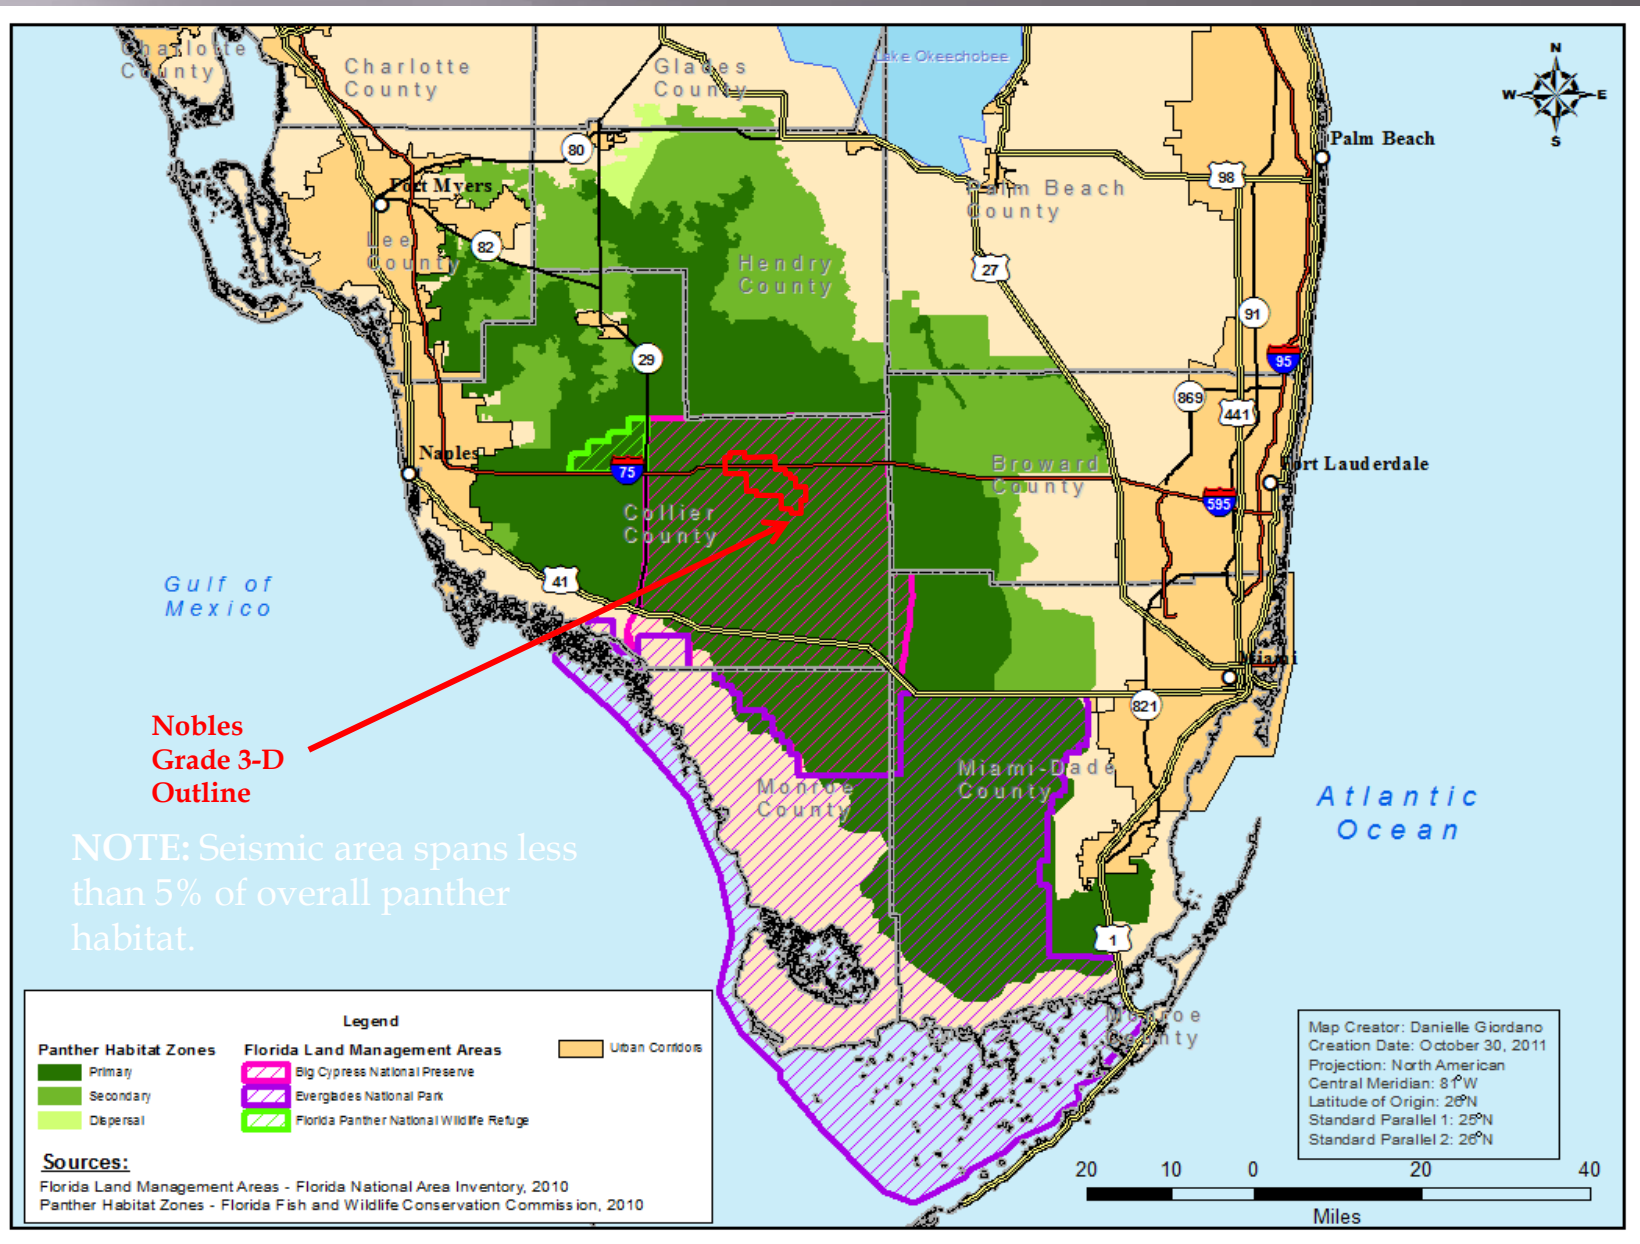 Charlotte
County
Charlotte
County
Glades
County
Lake Okeechobee
N
W
E
S
Palm Beach
80
98
Fort Myers
Palm Beach
County
Lee
County
82
Hendry
County
27
91
29
95
869
441
Naples
75
Broward
County
Fort Lauderdale
595
Collier
County
41
Gulf of
Mexico
Miami
821
Nobles
Grade 3-D
Outline
Monroe
County
Miami-Dade
County
Atlantic
Ocean
NOTE: Seismic area spans less
than 5% of overall panther
habitat.
1
Monroe
County
Legend
Panther Habitat Zones
Primary
Secondary
Dispersal
Florida Land Management Areas
Big Cypress National Preserve
Everglades National Park
Florida Panther National Wildlife Refuge
Urban Corridors
Sources:
Florida Land Management Areas - Florida National Area Inventory, 2010
Panther Habitat Zones - Florida Fish and Wildlife Conservation Commission, 2010
Map Creator: Danielle Giordano
Creation Date: October 30, 2011
Projection: North American
Central Meridian: 81°W
Latitude of Origin: 26°N
Standard Parallel 1: 25°N
Standard Parallel 2: 26°N
20 10 0 20 40
Miles